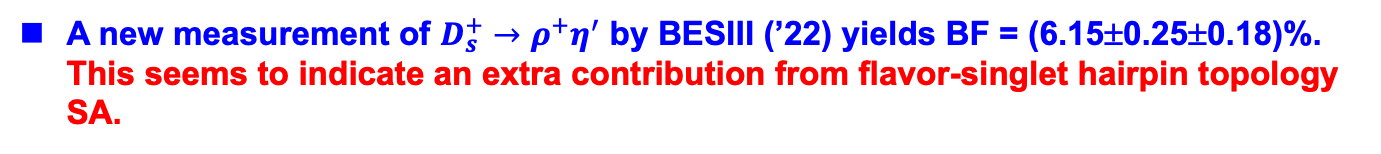 ■ A new measurement of D_s^+ → ρ^+η′ by BESIII (’22) yields BF = (6.15±0.25±0.18)%.
This seems to indicate an extra contribution from flavor-singlet hairpin topology
SA.